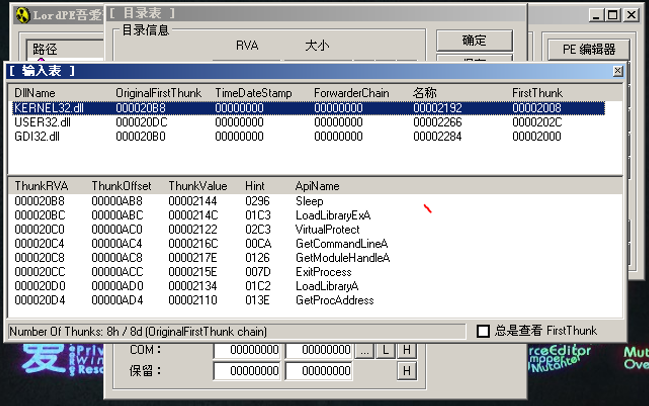 LordPE吾爱
[ 目录表 ]
目录信息
RVA 大小
确定
路径
PE 编辑器
[ 输入表 ]
DllName OriginalFirstThunk TimeDateStamp ForwarderChain 名称 FirstThunk
KERNEL32.dll 000020B8 00000000 00000000 00002192 00002008
USER32.dll 000020DC 00000000 00000000 00002266 0000202C
GDI32.dll 000020B0 00000000 00000000 00002284 00002000
ThunkRVA ThunkOffset ThunkValue Hint ApiName
000020B8 00000AB8 00002144 0296 Sleep
000020BC 00000ABC 0000214C 01C3 LoadLibraryExA
000020C0 00000AC0 00002122 02C3 VirtualProtect
000020C4 00000AC4 0000216C 00CA GetCommandLineA
000020C8 00000AC8 0000217E 0126 GetModuleHandleA
000020CC 00000ACC 0000215E 007D ExitProcess
000020D0 00000AD0 00002134 01C2 LoadLibraryA
000020D4 00000AD4 00002110 013E GetProcAddress
Number Of Thunks: 8h / 8d (OriginalFirstThunk chain)
总是查看 FirstThunk
COM： 00000000 00000000 ... L H
保留： 00000000 00000000 H
爱